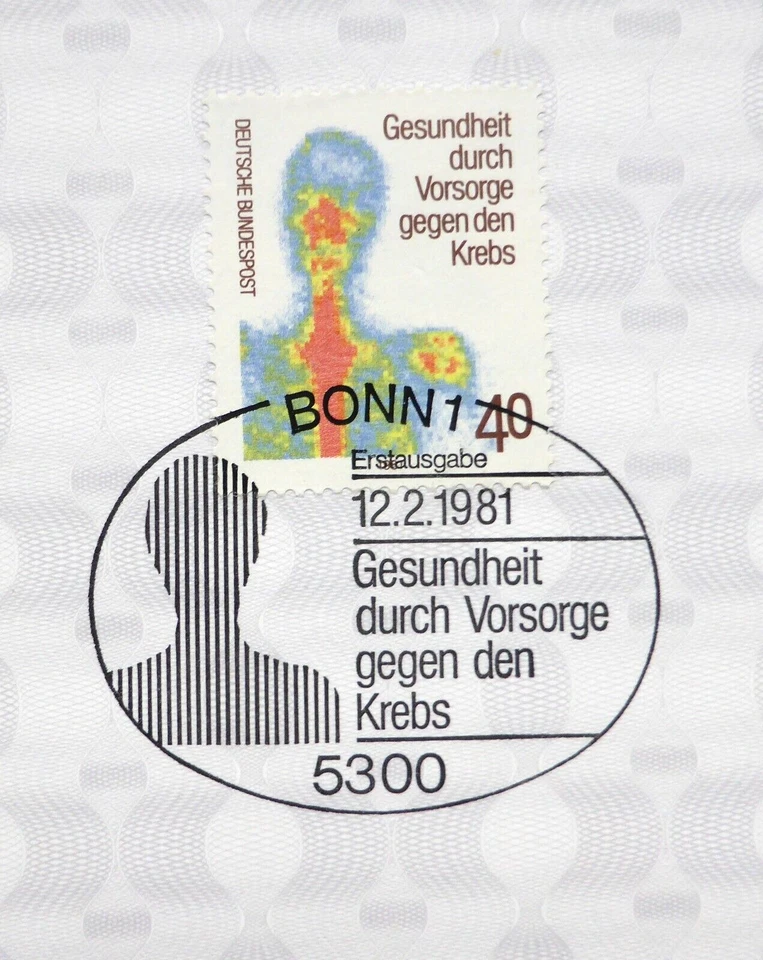 DEUTSCHE BUNDESPOST
Gesundheit
durch
Vorsorge
gegen den
Krebs
40
BONN 1
Erstausgabe
12.2.1981
Gesundheit
durch Vorsorge
gegen den
Krebs
5300